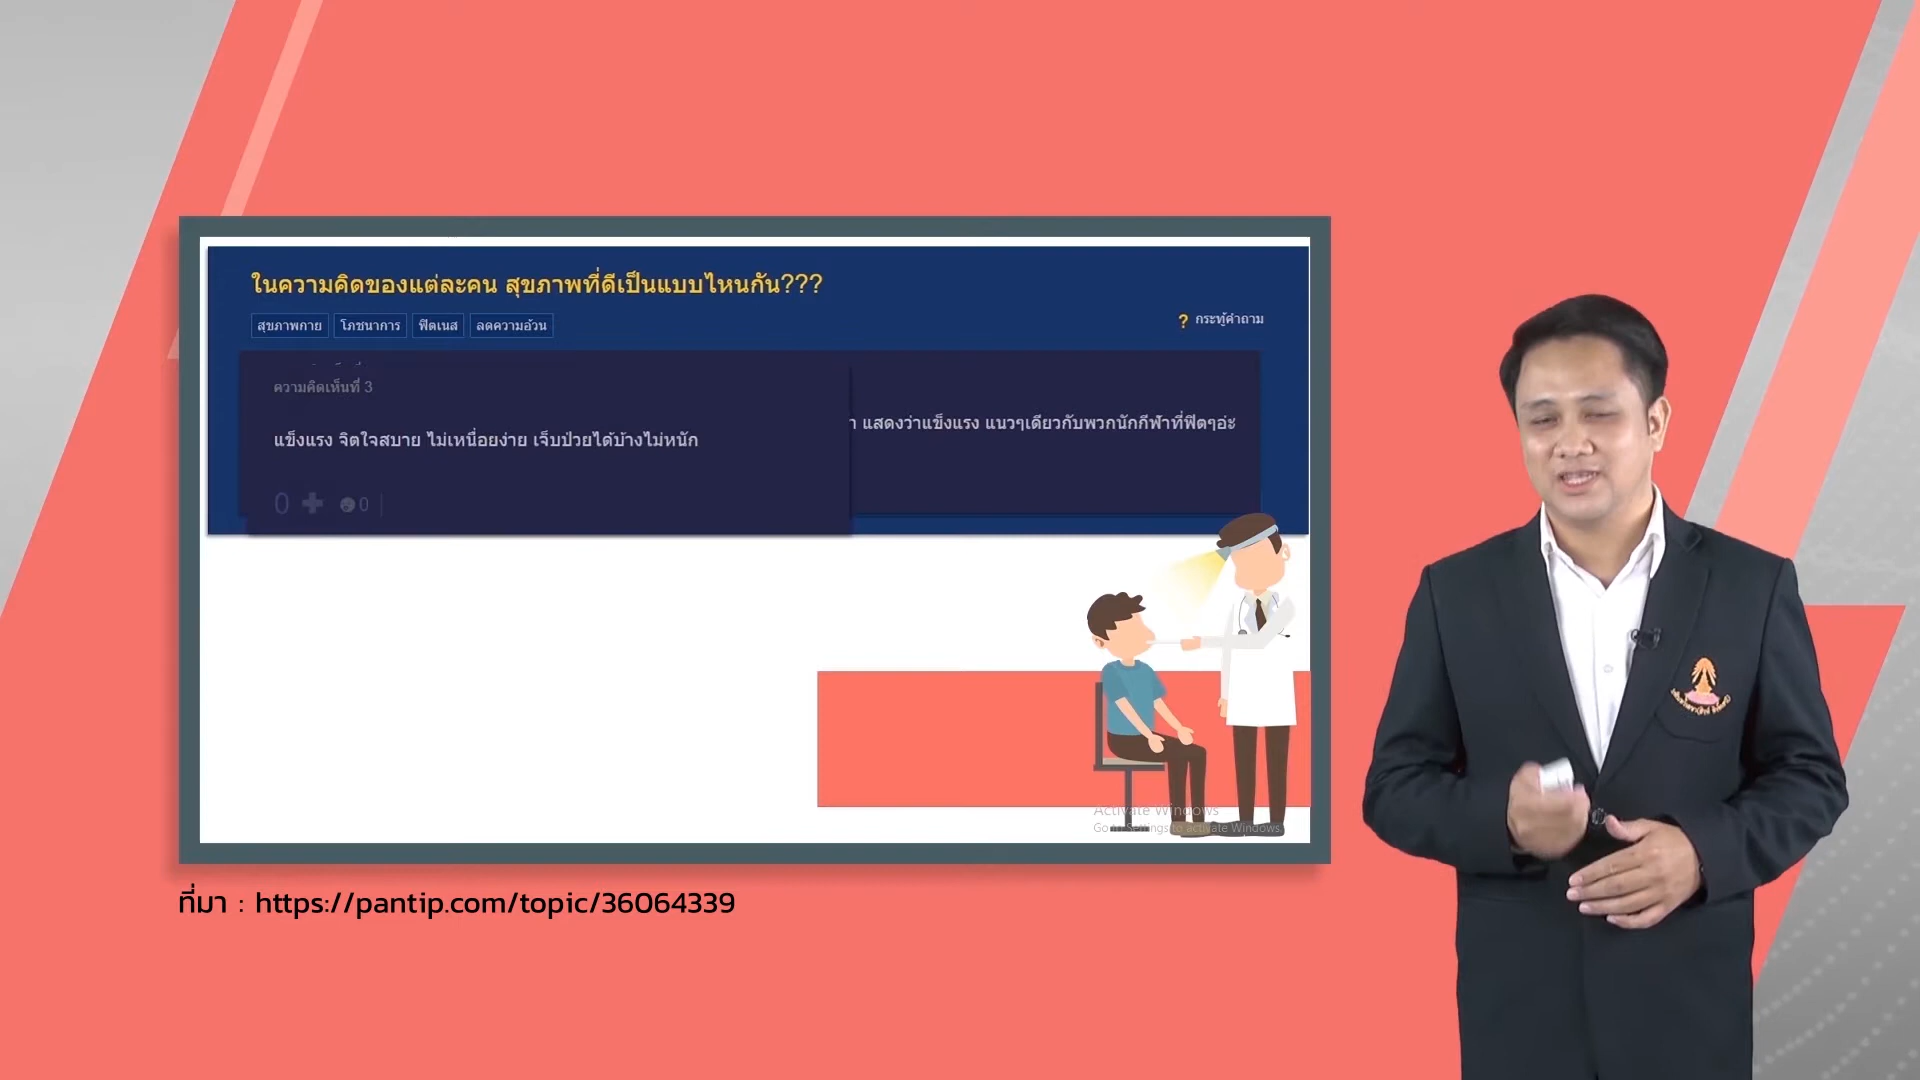 ในความคิดของแต่ละคน สุขภาพที่ดีเป็นแบบไหนกัน???
สุขภาพกาย โภชนาการ ฟิตเนส ลดความอ้วน
? กระทู้คำถาม
ความคิดเห็นที่ 3
แสดงว่าแข็งแรง แนวๆเดียวกับพวกนักกีฬาที่ฟิตๆอ่ะ
แข็งแรง จิตใจสบาย ไม่เหนื่อยง่าย เจ็บป่วยได้บ้างไม่หนัก
0 0
Activate Windows
Go to Settings to activate Windows.
ที่มา : https://pantip.com/topic/36064339